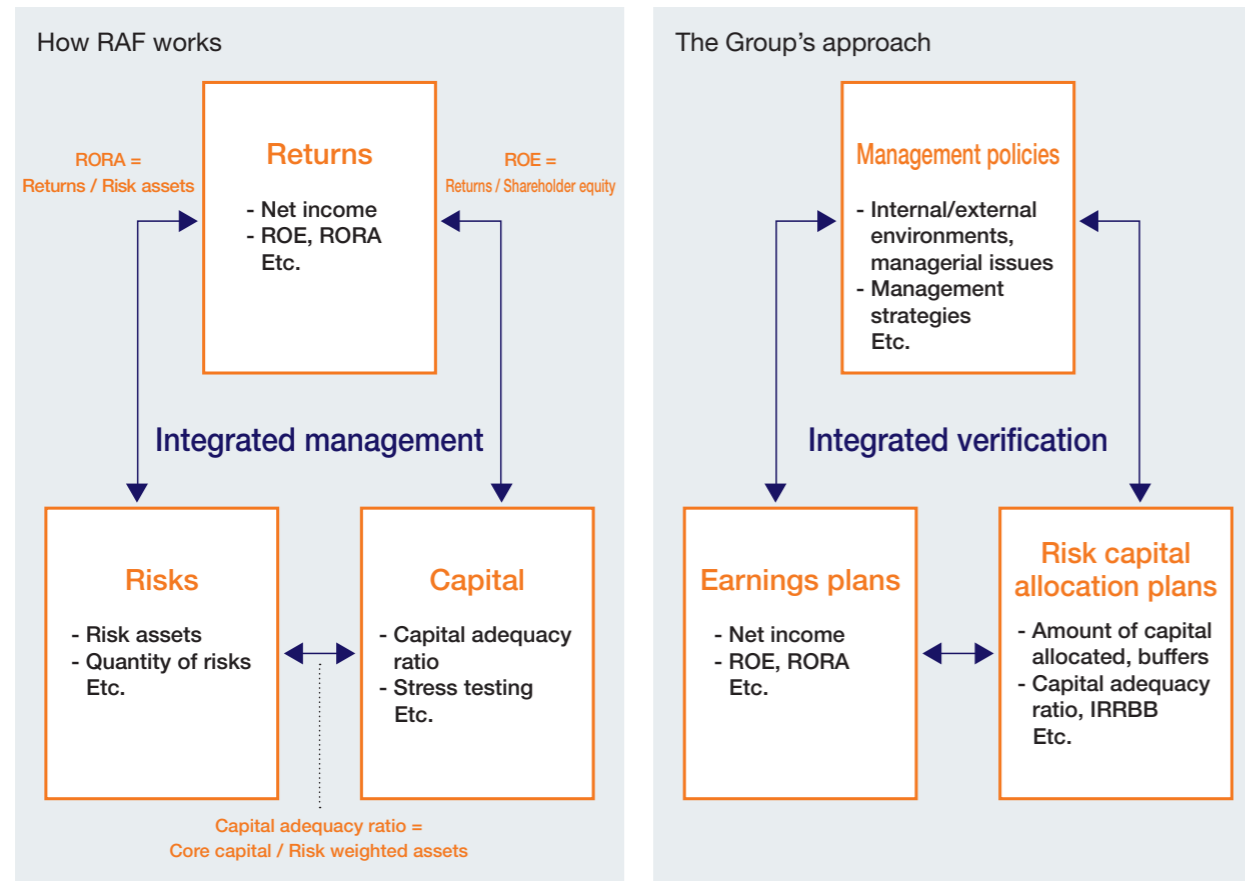 How RAF works
RORA =
Returns / Risk assets
Returns
- Net income
- ROE, RORA
Etc.
ROE =
Returns / Shareholder equity
Integrated management
Risks
- Risk assets
- Quantity of risks
Etc.
Capital
- Capital adequacy
ratio
- Stress testing
Etc.
Capital adequacy ratio =
Core capital / Risk weighted assets
The Group’s approach
Management policies
- Internal/external
environments,
managerial issues
- Management
strategies
Etc.
Integrated verification
Earnings plans
- Net income
- ROE, RORA
Etc.
Risk capital
allocation plans
- Amount of capital
allocated, buffers
- Capital adequacy
ratio, IRRBB
Etc.